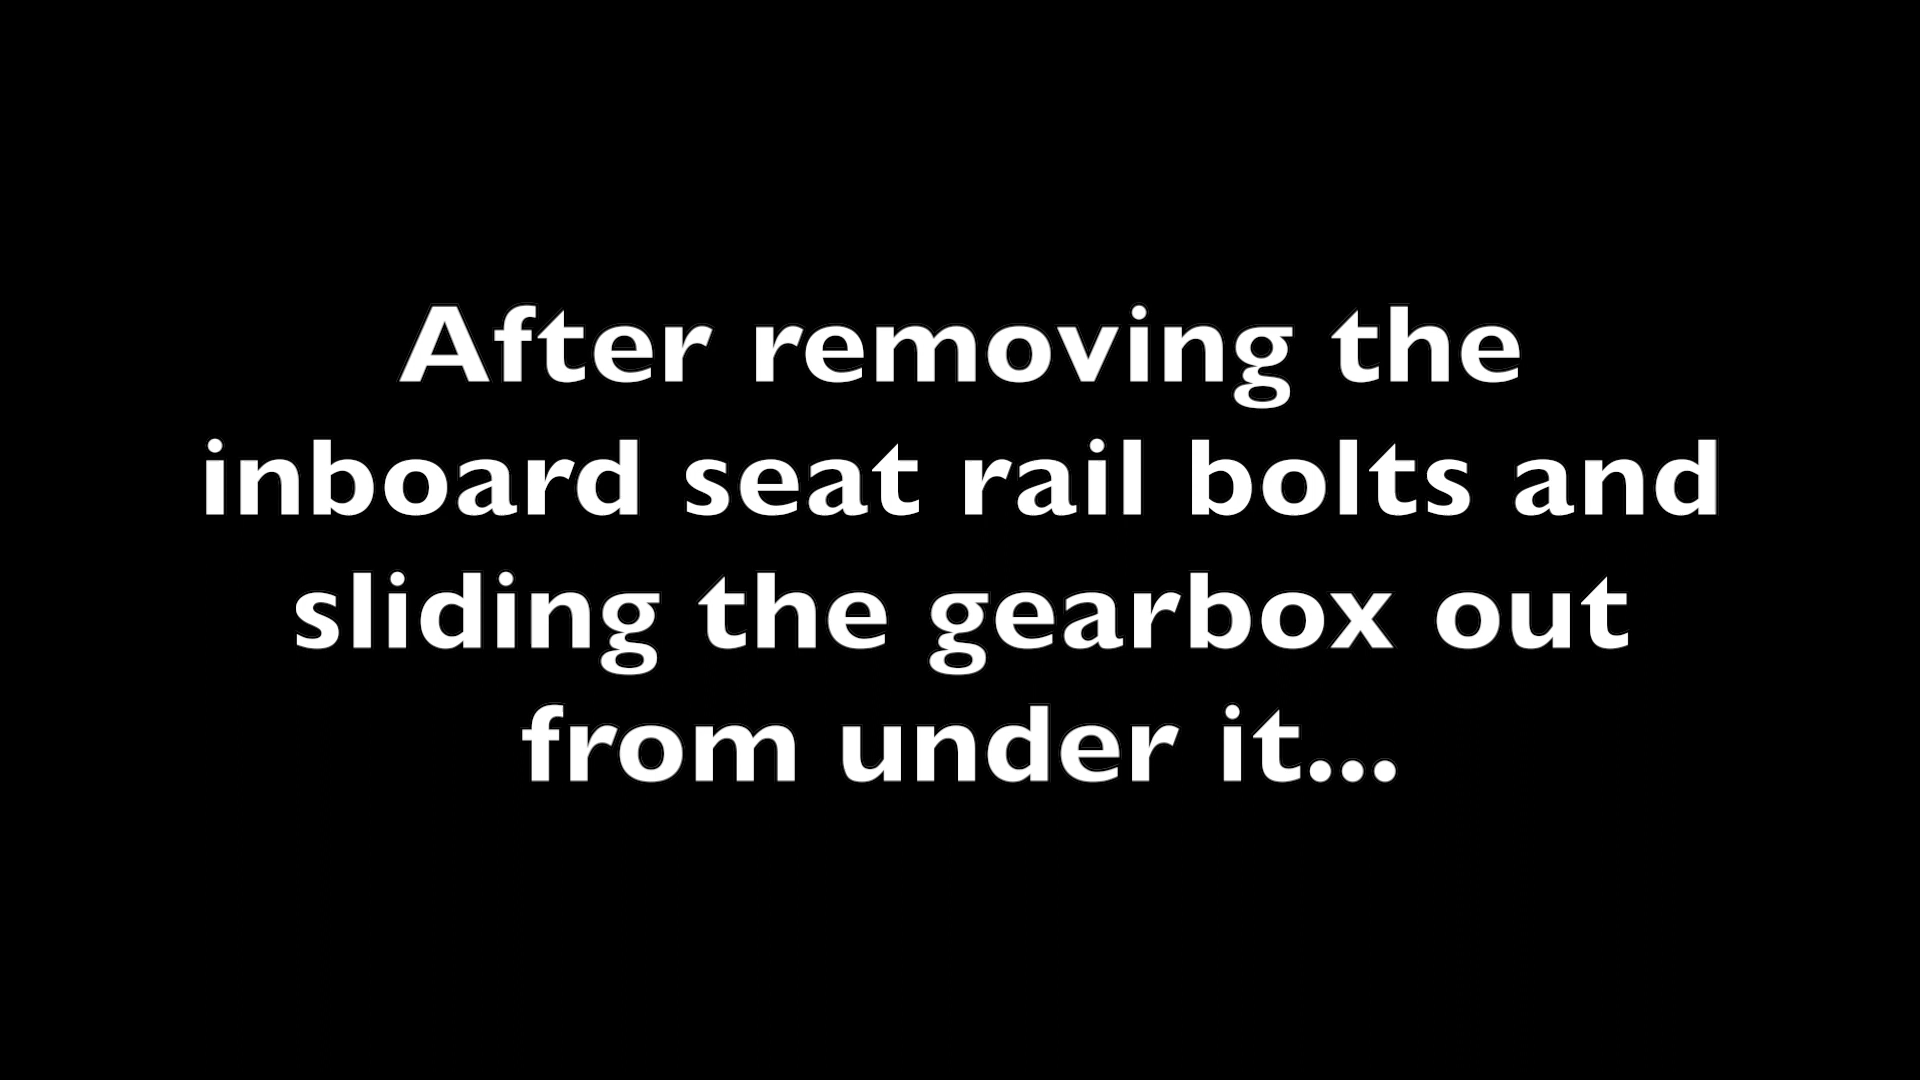 After removing the
inboard seat rail bolts and
sliding the gearbox out
from under it...